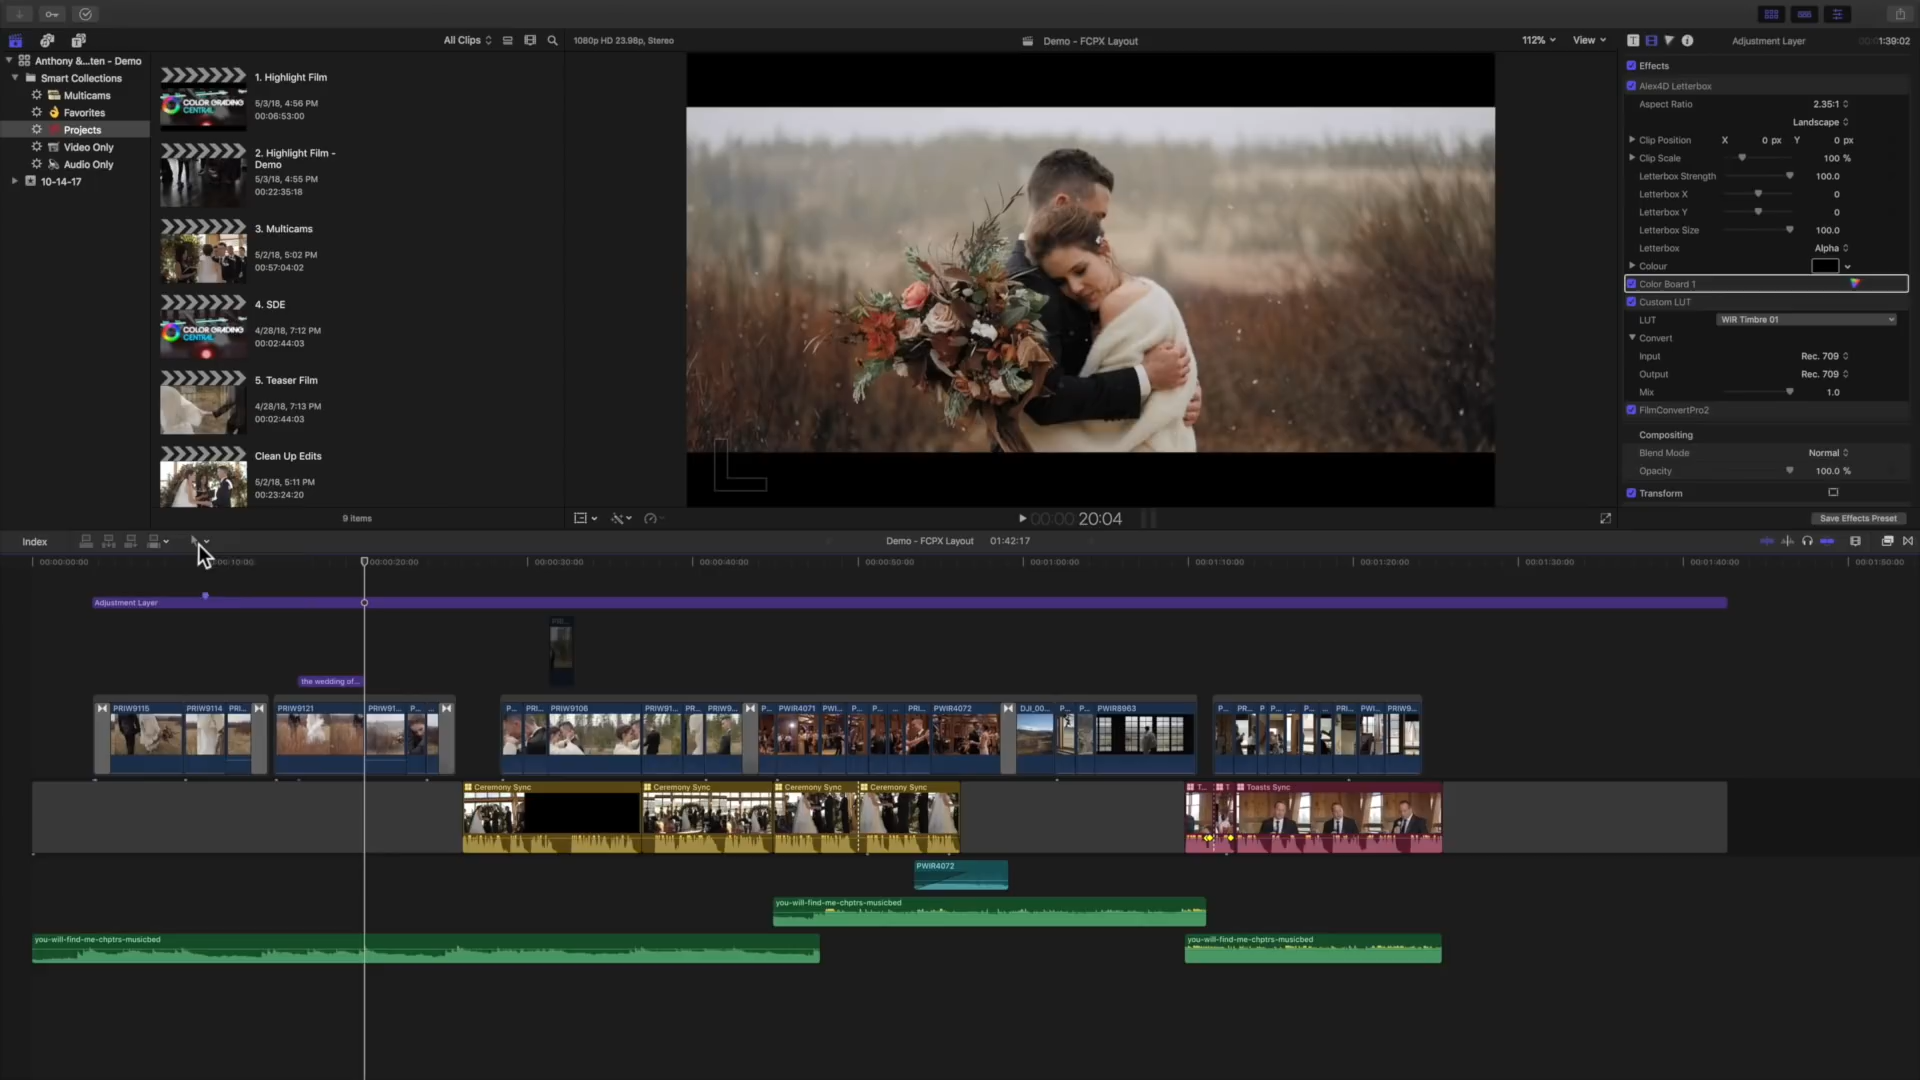 All Clips
1080p HD 23.98p, Stereo
Demo - FCPX Layout
112%
View
Adjustment Layer
1:39:02
Anthony &...ten - Demo
Smart Collections
Multicams
Favorites
Projects
Video Only
Audio Only
10-14-17
1. Highlight Film
5/3/18, 4:56 PM
00:06:53:00
COLOR GRADING
CENTRAL
2. Highlight Film -
Demo
5/3/18, 4:55 PM
00:22:35:18
3. Multicams
5/2/18, 5:02 PM
00:57:04:02
4. SDE
4/28/18, 7:12 PM
00:02:44:03
COLOR GRADING
CENTRAL
5. Teaser Film
4/28/18, 7:13 PM
00:02:44:03
Clean Up Edits
5/2/18, 5:11 PM
00:23:24:20
9 items
00:00:00 20:04
Effects
Alex4D Letterbox
Aspect Ratio 2.35:1
Landscape
Clip Position X 0 px Y 0 px
Clip Scale 100 %
Letterbox Strength 100.0
Letterbox X 0
Letterbox Y 0
Letterbox Size 100.0
Letterbox Alpha
Colour
Color Board 1
Custom LUT
LUT WIR Timbre 01
Convert
Input Rec. 709
Output Rec. 709
Mix 1.0
FilmConvertPro2
Compositing
Blend Mode Normal
Opacity 100.0 %
Transform
Save Effects Preset
Index
Demo - FCPX Layout 01:42:17
00:00:00:00 00:00:20:00 00:00:30:00 00:00:40:00 00:00:50:00 00:01:00:00 00:01:10:00 00:01:20:00 00:01:30:00 00:01:40:00 00:01:50:00
Adjustment Layer
PRI...
the wedding of...
PRIW9115 PRIW9114 PRI... PRIW9121 PRIW91... P... ... P... PRI... PRIW9106 PRIW91... PR... PRIW9... P... PWIR4071 PWI... P... P... ... PRI... PWIR4072 DJI_00... P... P... PWIR8963 P... PR... P P... ... P... P... PRI... PWI... PRIW9...
Ceremony Sync Ceremony Sync Ceremony Sync Ceremony Sync T... T Toasts Sync
PWIR4072
you-will-find-me-chptrs-musicbed
you-will-find-me-chptrs-musicbed
you-will-find-me-chptrs-musicbed